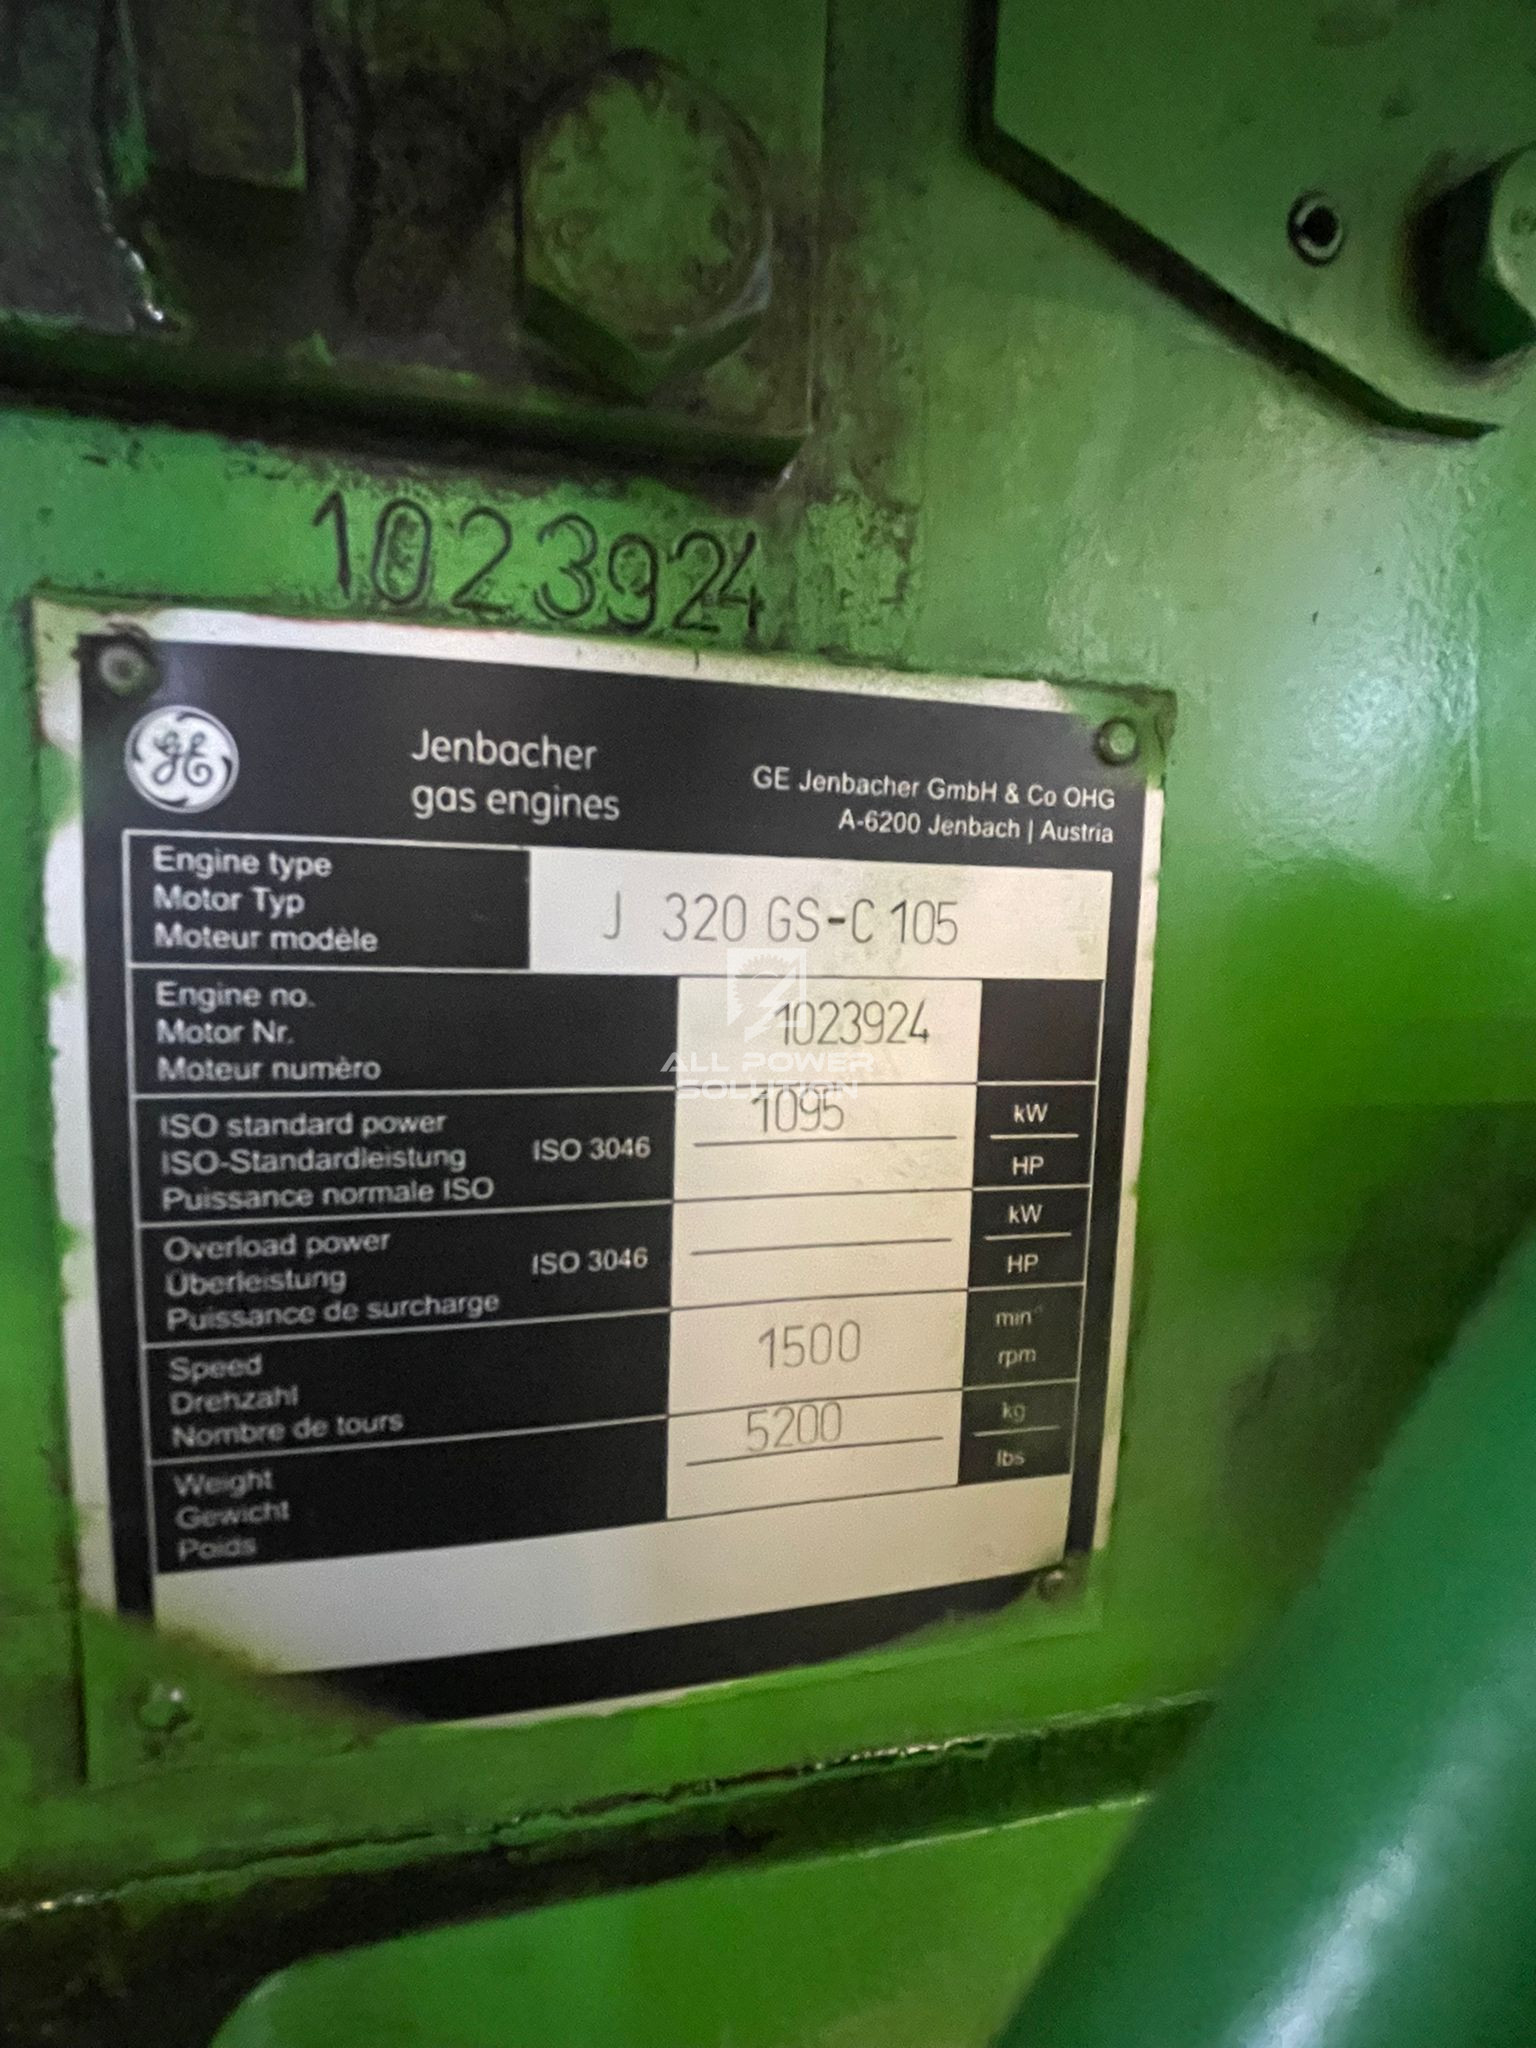 1023924
GE
Jenbacher
gas engines
GE Jenbacher GmbH & Co OHG
A-6200 Jenbach | Austria
Engine type
Motor Typ
Moteur modèle
J 320 GS-C 105
Engine no.
Motor Nr.
Moteur numèro
1023924
ALL POWER
SOLUTION
ISO standard power
ISO-Standardleistung
Puissance normale ISO
ISO 3046
1095
kW
HP
Overload power
Überleistung
Puissance de surcharge
ISO 3046
kW
HP
Speed
Drehzahl
Nombre de tours
1500
min⁻¹
rpm
Weight
Gewicht
Poids
5200
kg
lbs